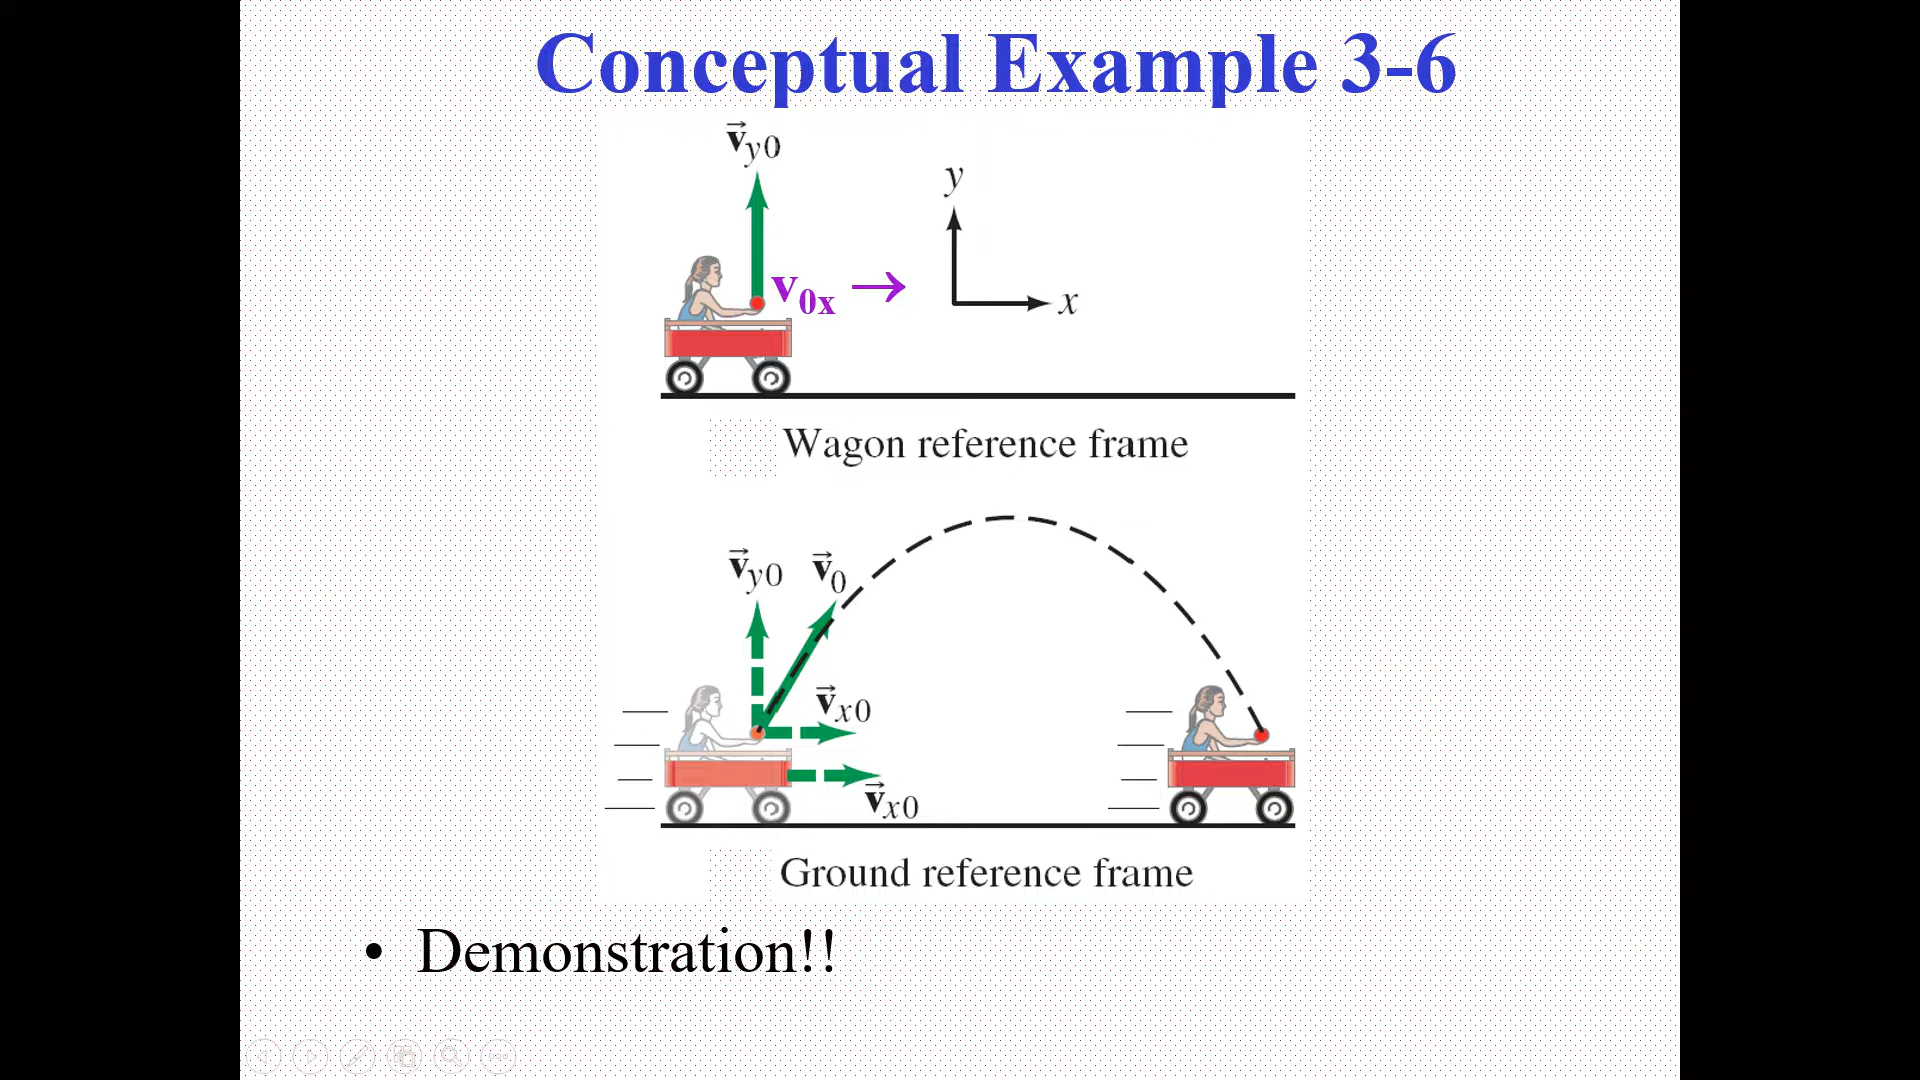 Conceptual Example 3-6
v⃗y0
y
v0x →
x
Wagon reference frame
v⃗y0 v⃗0
v⃗x0
v⃗x0
Ground reference frame
• Demonstration!!